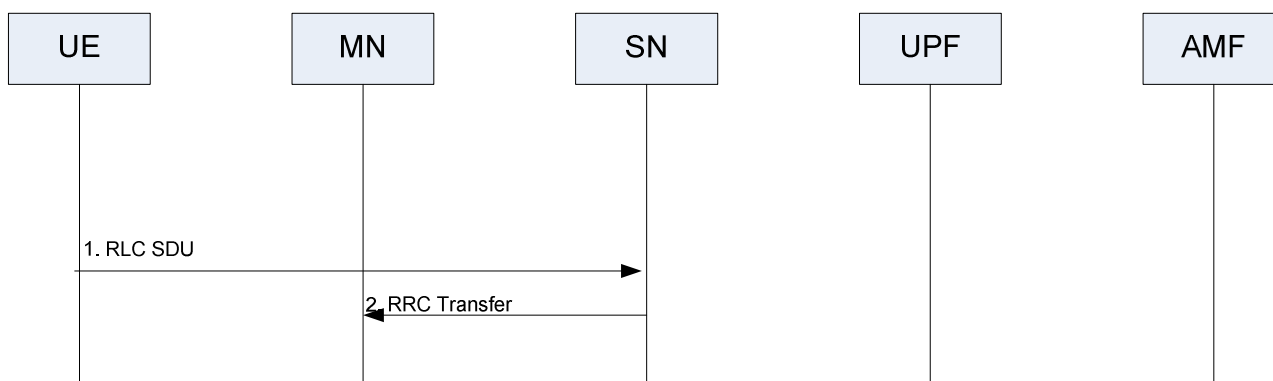 UE
MN
SN
UPF
AMF
1. RLC SDU
2. RRC Transfer